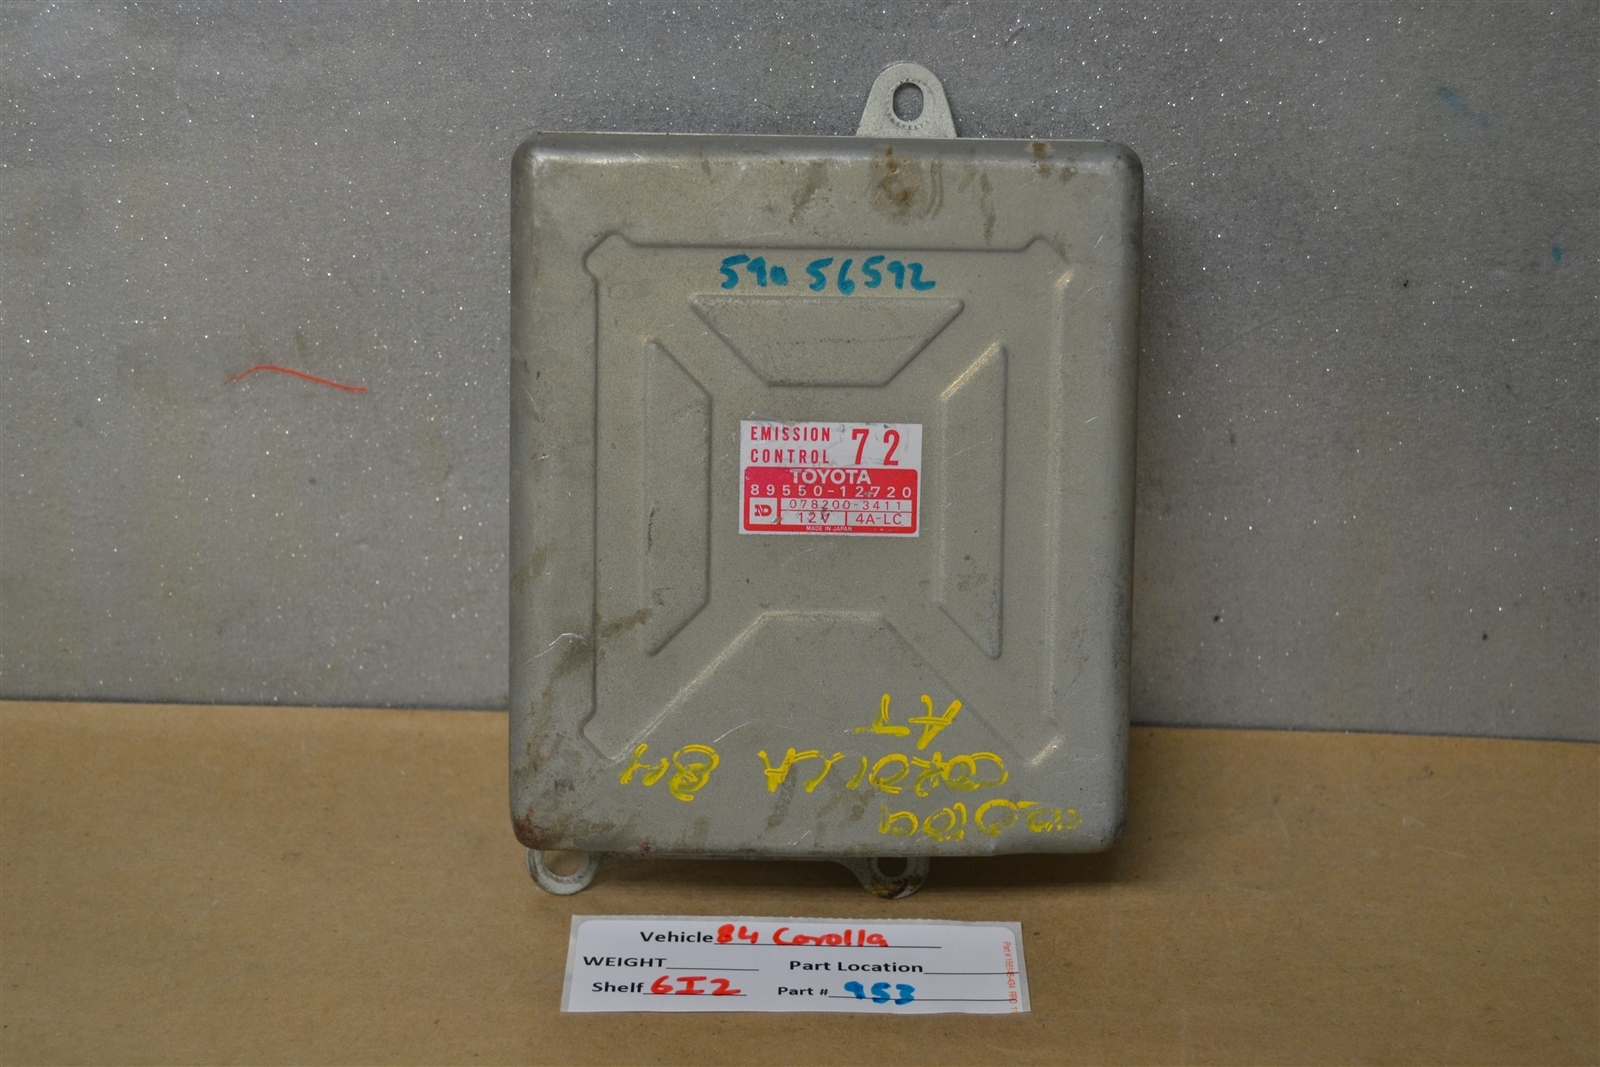 59a 56592
EMISSION
CONTROL 72
TOYOTA
89550-12720
ND 078200-3411
12V 4A-LC
MADE IN JAPAN
AT
COROLLA 84
Vehicle 84 Corolla
WEIGHT Part Location
Shelf 6I2 Part # 953